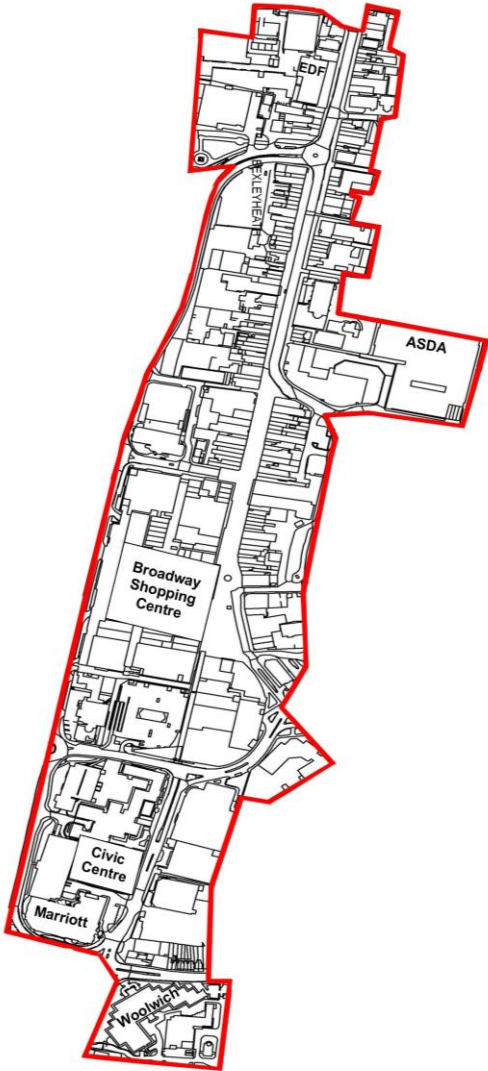 EDF
BEXLEYHEATH
ASDA
Broadway
Shopping
Centre
Civic
Centre
Marriott
Woolwich